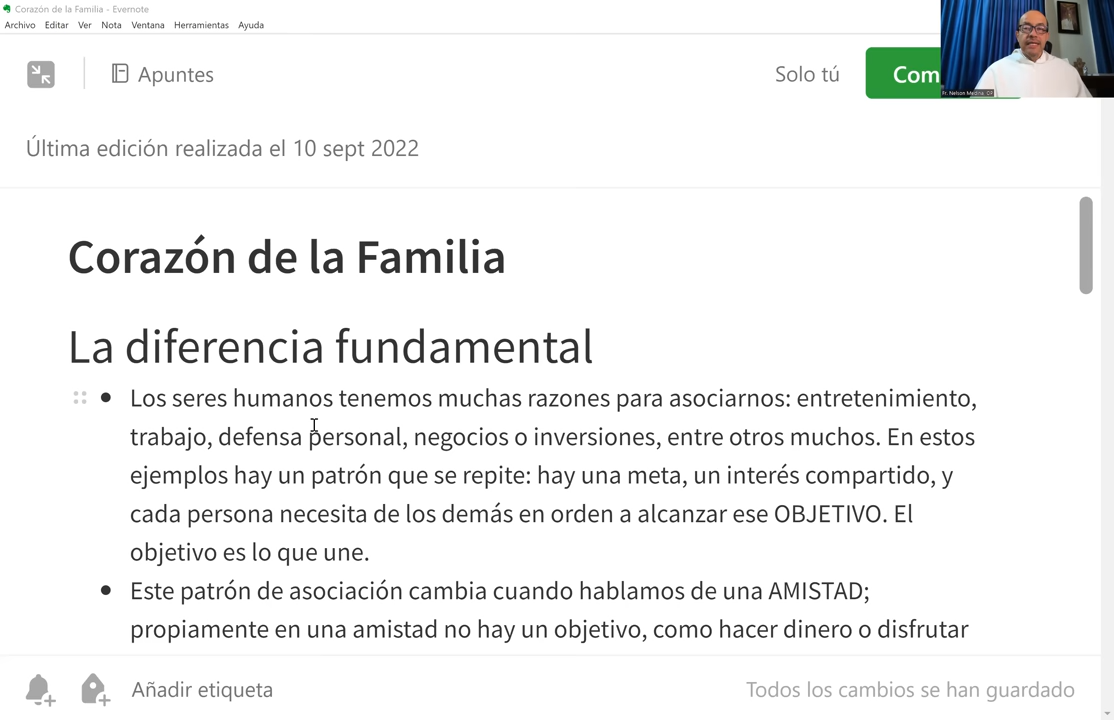 Corazón de la Familia - Evernote
Archivo Editar Ver Nota Ventana Herramientas Ayuda
Apuntes
Solo tú
Com
Fr. Nelson Medina OP
Última edición realizada el 10 sept 2022
Corazón de la Familia
La diferencia fundamental
Los seres humanos tenemos muchas razones para asociarnos: entretenimiento,
trabajo, defensa personal, negocios o inversiones, entre otros muchos. En estos
ejemplos hay un patrón que se repite: hay una meta, un interés compartido, y
cada persona necesita de los demás en orden a alcanzar ese OBJETIVO. El
objetivo es lo que une.
Este patrón de asociación cambia cuando hablamos de una AMISTAD;
propiamente en una amistad no hay un objetivo, como hacer dinero o disfrutar
Añadir etiqueta
Todos los cambios se han guardado